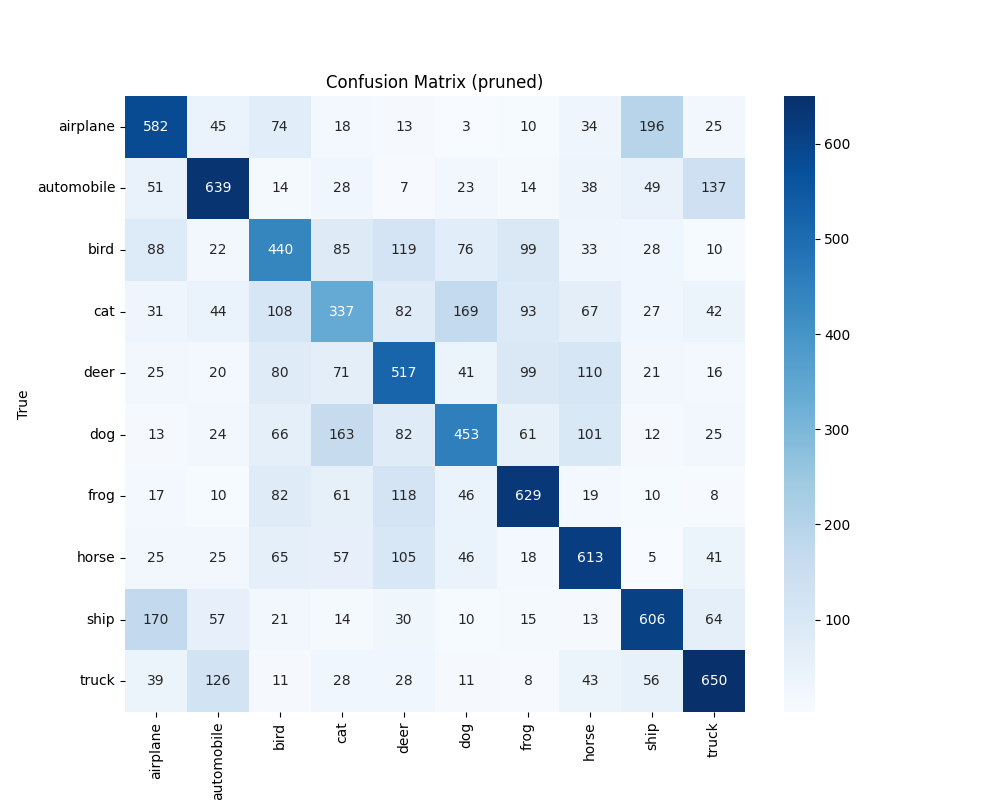 Confusion Matrix (pruned)
airplane 582 45 74 18 13 3 10 34 196 25
automobile 51 639 14 28 7 23 14 38 49 137
bird 88 22 440 85 119 76 99 33 28 10
cat 31 44 108 337 82 169 93 67 27 42
deer 25 20 80 71 517 41 99 110 21 16
dog 13 24 66 163 82 453 61 101 12 25
frog 17 10 82 61 118 46 629 19 10 8
horse 25 25 65 57 105 46 18 613 5 41
ship 170 57 21 14 30 10 15 13 606 64
truck 39 126 11 28 28 11 8 43 56 650
True
airplane automobile bird cat deer dog frog horse ship truck
600
500
400
300
200
100